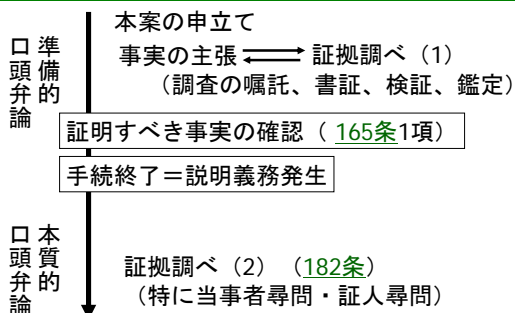 準備的
口頭弁論
本案の申立て
事実の主張 証拠調べ（1）
（調査の嘱託、書証、検証、鑑定）
証明すべき事実の確認（ 165条1項）
手続終了＝説明義務発生
本質的
口頭弁論
証拠調べ（2）（182条）
（特に当事者尋問・証人尋問）